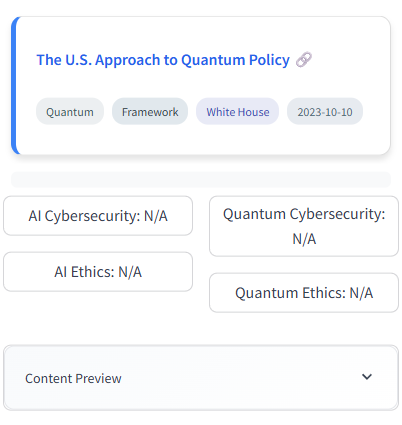 The U.S. Approach to Quantum Policy
Quantum
Framework
White House
2023-10-10
AI Cybersecurity: N/A
Quantum Cybersecurity:
N/A
AI Ethics: N/A
Quantum Ethics: N/A
Content Preview